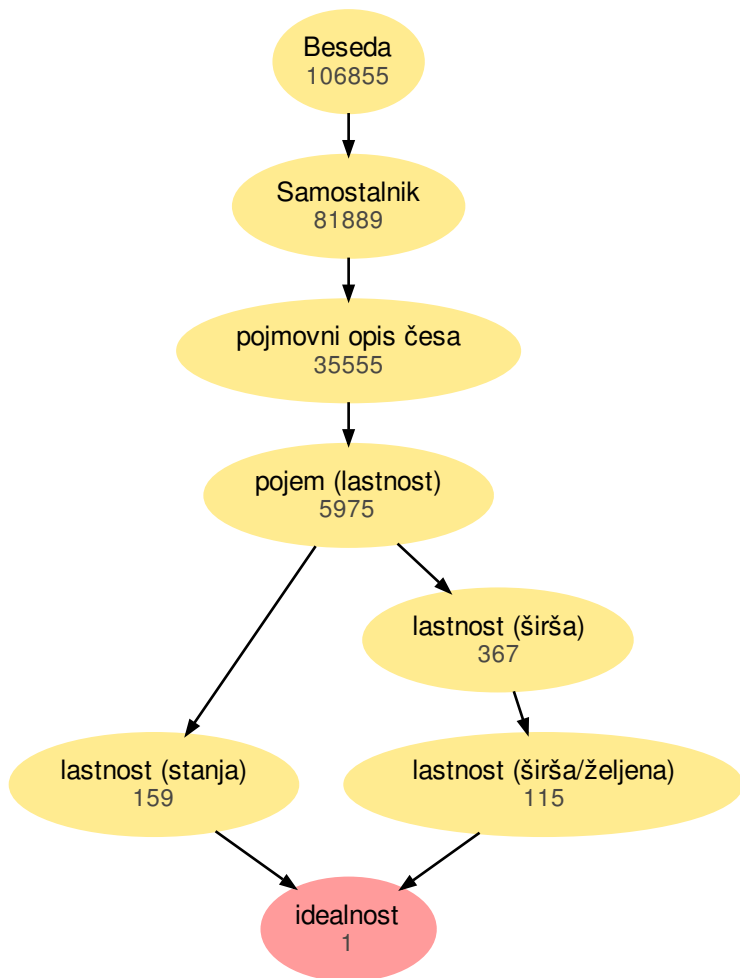 Beseda
106855
Samostalnik
81889
pojmovni opis česa
35555
pojem (lastnost)
5975
lastnost (širša)
367
lastnost (stanja)
159
lastnost (širša/željena)
115
idealnost
1